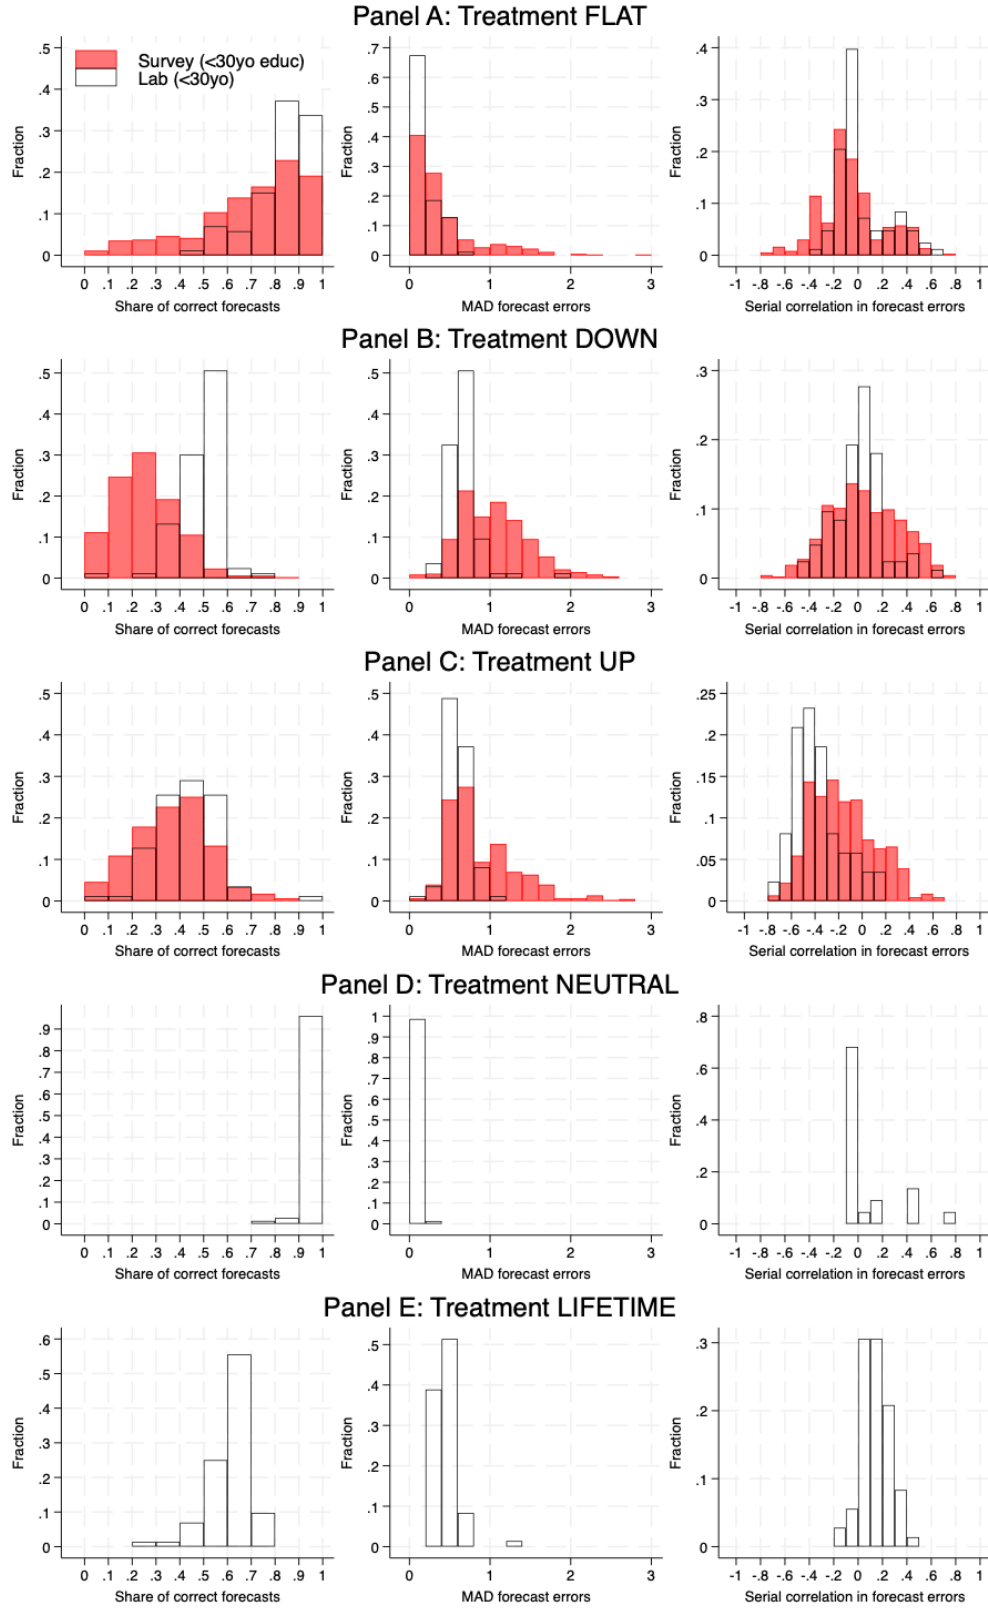 Panel A: Treatment FLAT
Survey (<30yo educ)
Lab (<30yo)
Fraction
.5
.4
.3
.2
.1
0
0 .1 .2 .3 .4 .5 .6 .7 .8 .9 1
Share of correct forecasts
Fraction
.7
.6
.5
.4
.3
.2
.1
0
0 1 2 3
MAD forecast errors
Fraction
.4
.3
.2
.1
0
-1 -.8 -.6 -.4 -.2 0 .2 .4 .6 .8 1
Serial correlation in forecast errors
Panel B: Treatment DOWN
Fraction
.5
.4
.3
.2
.1
0
0 .1 .2 .3 .4 .5 .6 .7 .8 .9 1
Share of correct forecasts
Fraction
.5
.4
.3
.2
.1
0
0 1 2 3
MAD forecast errors
Fraction
.3
.2
.1
0
-1 -.8 -.6 -.4 -.2 0 .2 .4 .6 .8 1
Serial correlation in forecast errors
Panel C: Treatment UP
Fraction
.5
.4
.3
.2
.1
0
0 .1 .2 .3 .4 .5 .6 .7 .8 .9 1
Share of correct forecasts
Fraction
.5
.4
.3
.2
.1
0
0 1 2 3
MAD forecast errors
Fraction
.25
.2
.15
.1
.05
0
-1 -.8 -.6 -.4 -.2 0 .2 .4 .6 .8 1
Serial correlation in forecast errors
Panel D: Treatment NEUTRAL
Fraction
.9
.8
.7
.6
.5
.4
.3
.2
.1
0
0 .1 .2 .3 .4 .5 .6 .7 .8 .9 1
Share of correct forecasts
Fraction
1
.9
.8
.7
.6
.5
.4
.3
.2
.1
0
0 1 2 3
MAD forecast errors
Fraction
.8
.6
.4
.2
0
-1 -.8 -.6 -.4 -.2 0 .2 .4 .6 .8 1
Serial correlation in forecast errors
Panel E: Treatment LIFETIME
Fraction
.6
.5
.4
.3
.2
.1
0
0 .1 .2 .3 .4 .5 .6 .7 .8 .9 1
Share of correct forecasts
Fraction
.5
.4
.3
.2
.1
0
0 1 2 3
MAD forecast errors
Fraction
.3
.2
.1
0
-1 -.8 -.6 -.4 -.2 0 .2 .4 .6 .8 1
Serial correlation in forecast errors